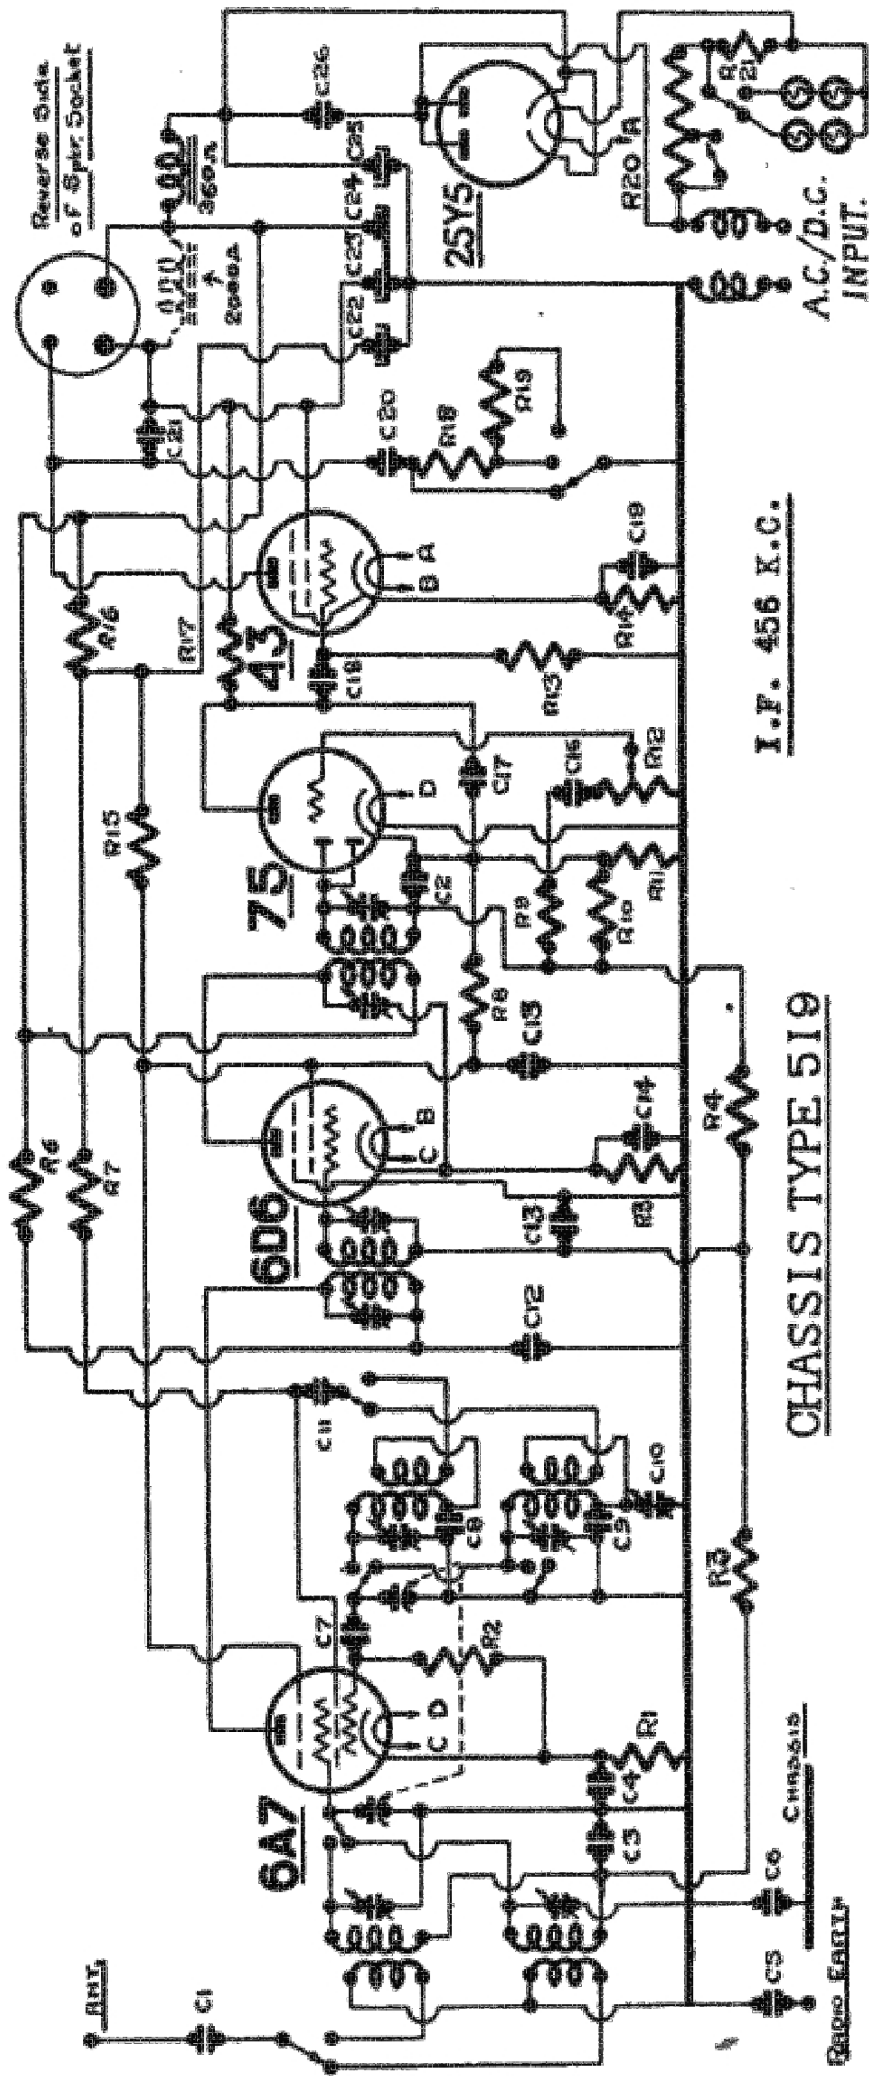 ANT.
C1
6A7
C7
R2
C
D
R1
C4
C3
C5
C6
RADIO EARTH
CHASSIS
R6
R7
C11
C8
C9
C10
R3
6D6
C12
C13
C
B
R3
C14
R4
R15
75
C2
D
R8
C15
C17
R9
R10
R11
C16
R12
R16
R17
43
C18
B
A
R13
R14
C19
C21
C20
R18
R19
Reverse Side
of Spkr. Socket
2000Ω
360Ω
C22
C23
C24
C25
C26
25Y5
R20
A
R21
A.C./D.C.
INPUT.
I.F. 456 K.C.
CHASSIS TYPE 519